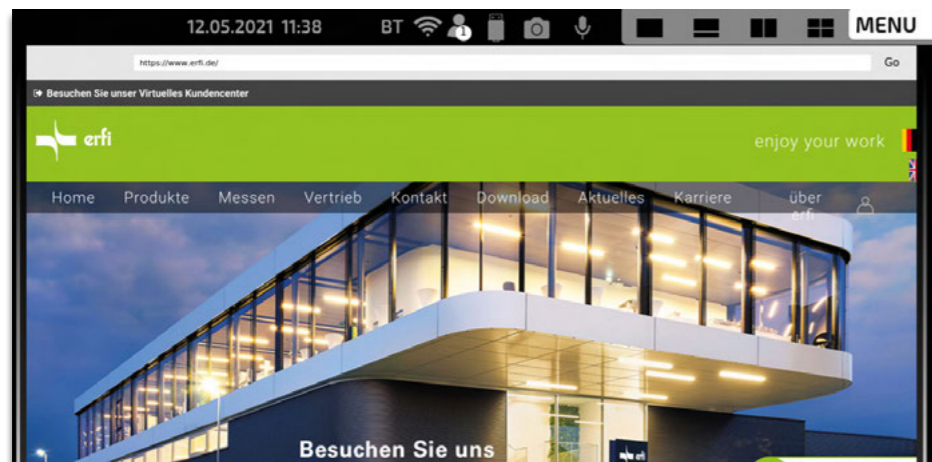 12.05.2021 11:38 BT 1 MENU
https://www.erfi.de/ Go
Besuchen Sie unser Virtuelles Kundencenter
erfi
enjoy your work
Home Produkte Messen Vertrieb Kontakt Download Aktuelles Karriere über
erfi
Besuchen Sie uns
erfi